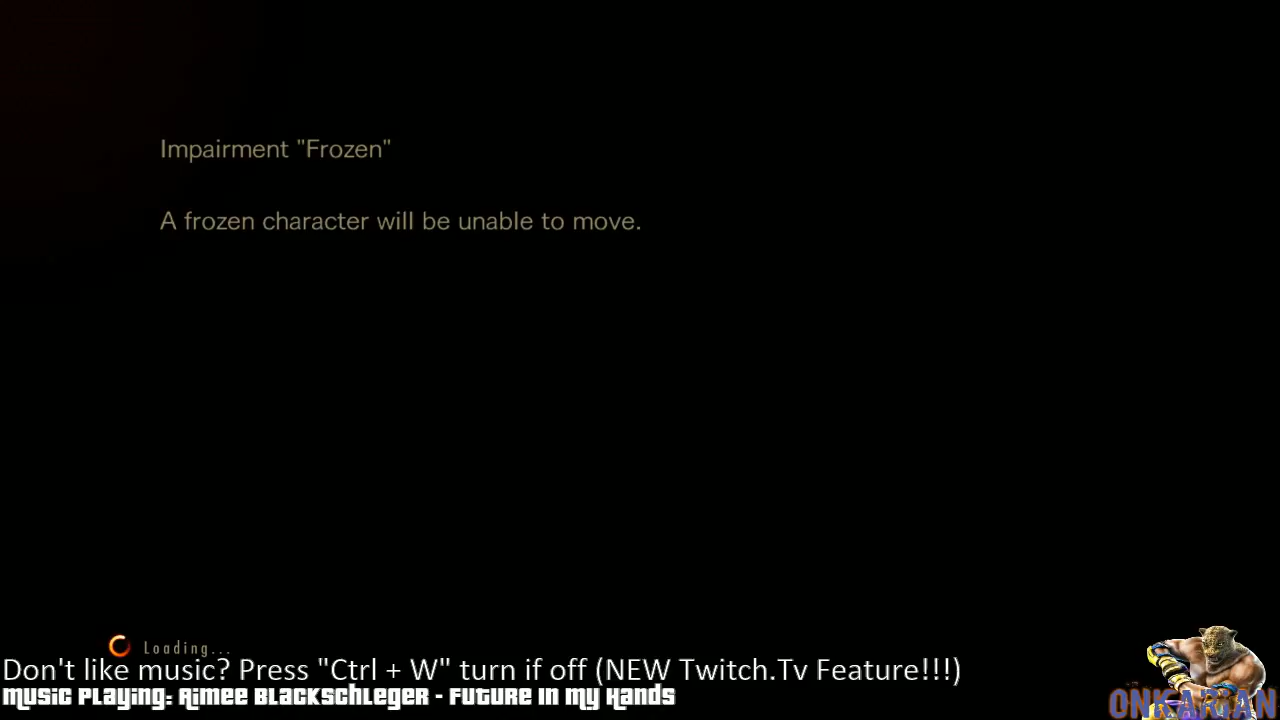 Impairment "Frozen"
A frozen character will be unable to move.
Loading...
Don't like music? Press "Ctrl + W" turn if off (NEW Twitch.Tv Feature!!!)
Music Playing: Aimee Blackschleger - Future In My Hands
ONKARIAN